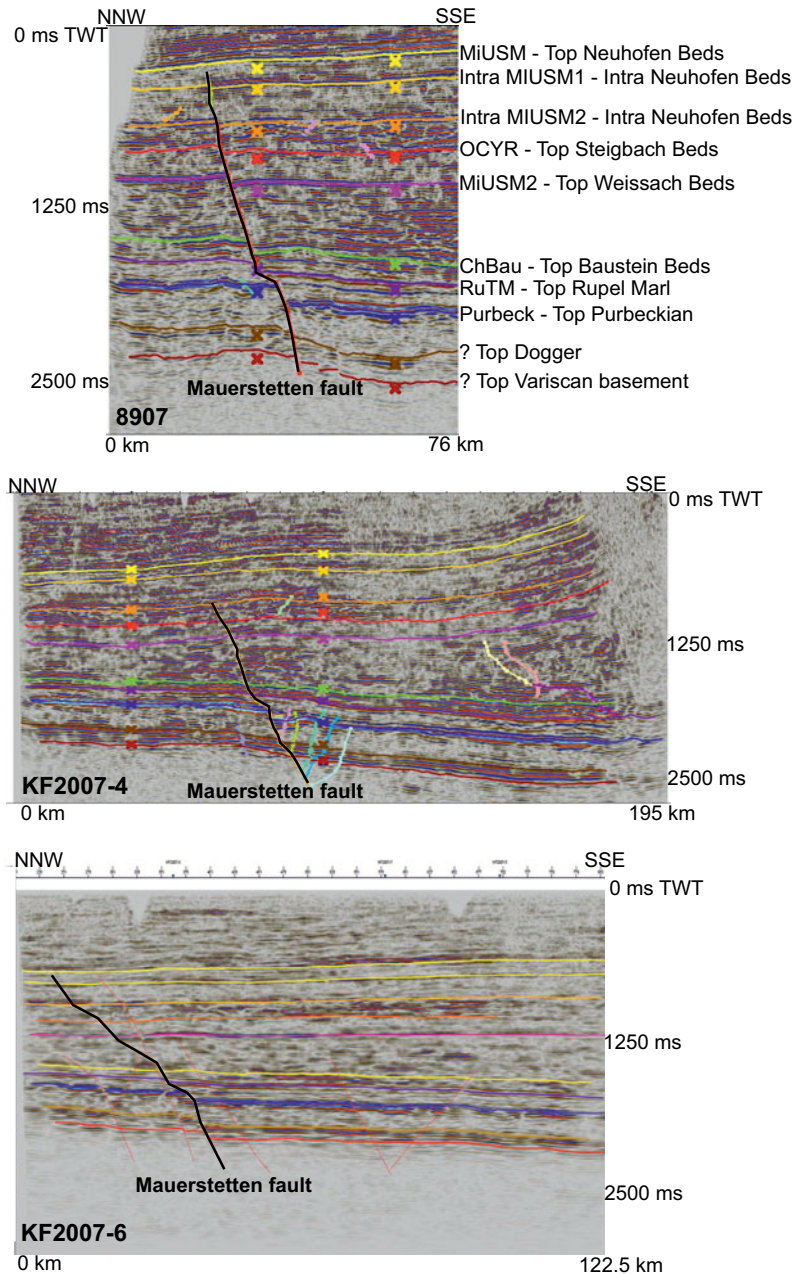 NNW SSE
0 ms TWT
MiUSM - Top Neuhofen Beds
Intra MIUSM1 - Intra Neuhofen Beds
Intra MIUSM2 - Intra Neuhofen Beds
OCYR - Top Steigbach Beds
MiUSM2 - Top Weissach Beds
1250 ms
ChBau - Top Baustein Beds
RuTM - Top Rupel Marl
Purbeck - Top Purbeckian
? Top Dogger
2500 ms
? Top Variscan basement
Mauerstetten fault
8907
0 km 76 km
NNW SSE
0 ms TWT
1250 ms
2500 ms
KF2007-4
Mauerstetten fault
0 km 195 km
NNW SSE
0 ms TWT
1250 ms
Mauerstetten fault
2500 ms
KF2007-6
0 km 122.5 km